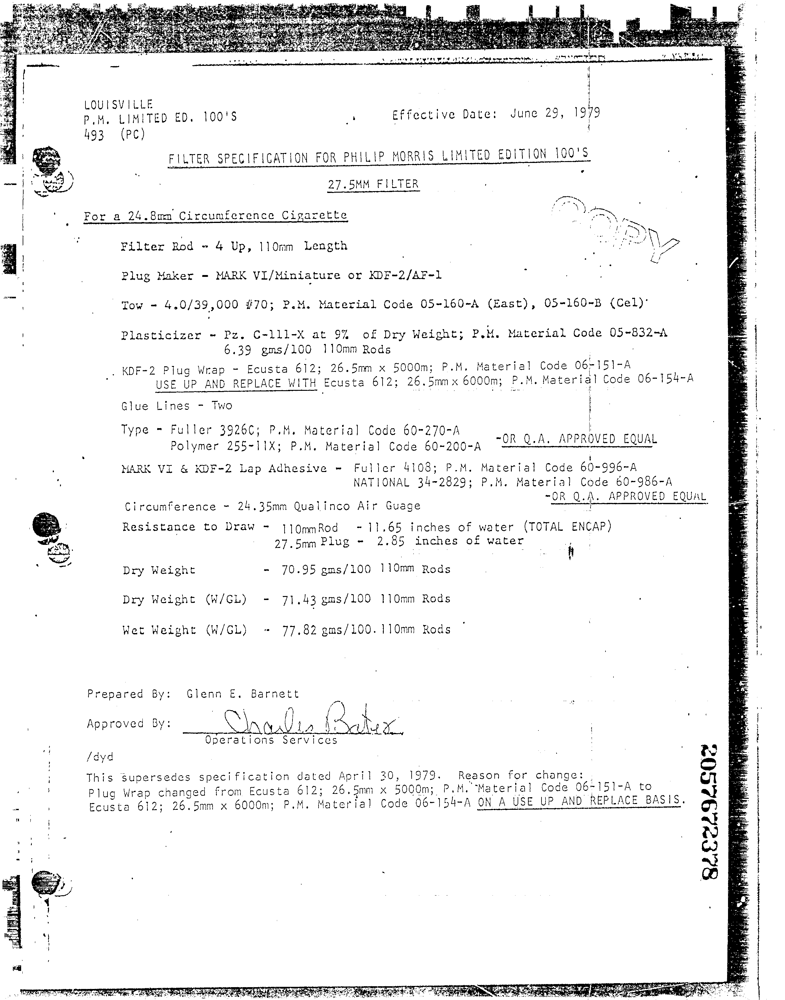 LOUISVILLE
P.M. LIMITED ED. 100'S
Effective Date: June 29, 1979
493 (PC)
FILTER SPECIFICATION FOR PHILIP MORRIS LIMITED EDITION 100'S
27.5MM FILTER
COPY
For a 24.8mm Circumference Cigarette
Filter Rod - 4 Up, 110mm Length
Plug Maker - MARK VI/Miniature or KDF-2/AF-1
Tow - 4.0/39,000 #70; P.M. Material Code 05-160-A (East), 05-160-B (Cel)
Plasticizer - Pz. C-111-X at 9% of Dry Weight; P.M. Material Code 05-832-A
6.39 gms/100 110mm Rods
KDF-2 Plug Wrap - Ecusta 612; 26.5mm x 5000m; P.M. Material Code 06-151-A
USE UP AND REPLACE WITH Ecusta 612; 26.5mm x 6000m; P.M. Material Code 06-154-A
Glue Lines - Two
Type - Fuller 3926C; P.M. Material Code 60-270-A
Polymer 255-11X; P.M. Material Code 60-200-A -OR Q.A. APPROVED EQUAL
MARK VI & KDF-2 Lap Adhesive - Fuller 4108; P.M. Material Code 60-996-A
NATIONAL 34-2829; P.M. Material Code 60-986-A
-OR Q.A. APPROVED EQUAL
Circumference - 24.35mm Qualinco Air Guage
Resistance to Draw - 110mm Rod - 11.65 inches of water (TOTAL ENCAP)
27.5mm Plug - 2.85 inches of water
Dry Weight - 70.95 gms/100 110mm Rods
Dry Weight (W/GL) - 71.43 gms/100 110mm Rods
Wet Weight (W/GL) - 77.82 gms/100 110mm Rods
Prepared By: Glenn E. Barnett
Approved By: Charles Bates
Operations Services
/dyd
This supersedes specification dated April 30, 1979. Reason for change:
Plug Wrap changed from Ecusta 612; 26.5mm x 5000m; P.M. Material Code 06-151-A to
Ecusta 612; 26.5mm x 6000m; P.M. Material Code 06-154-A ON A USE UP AND REPLACE BASIS.
2057672378